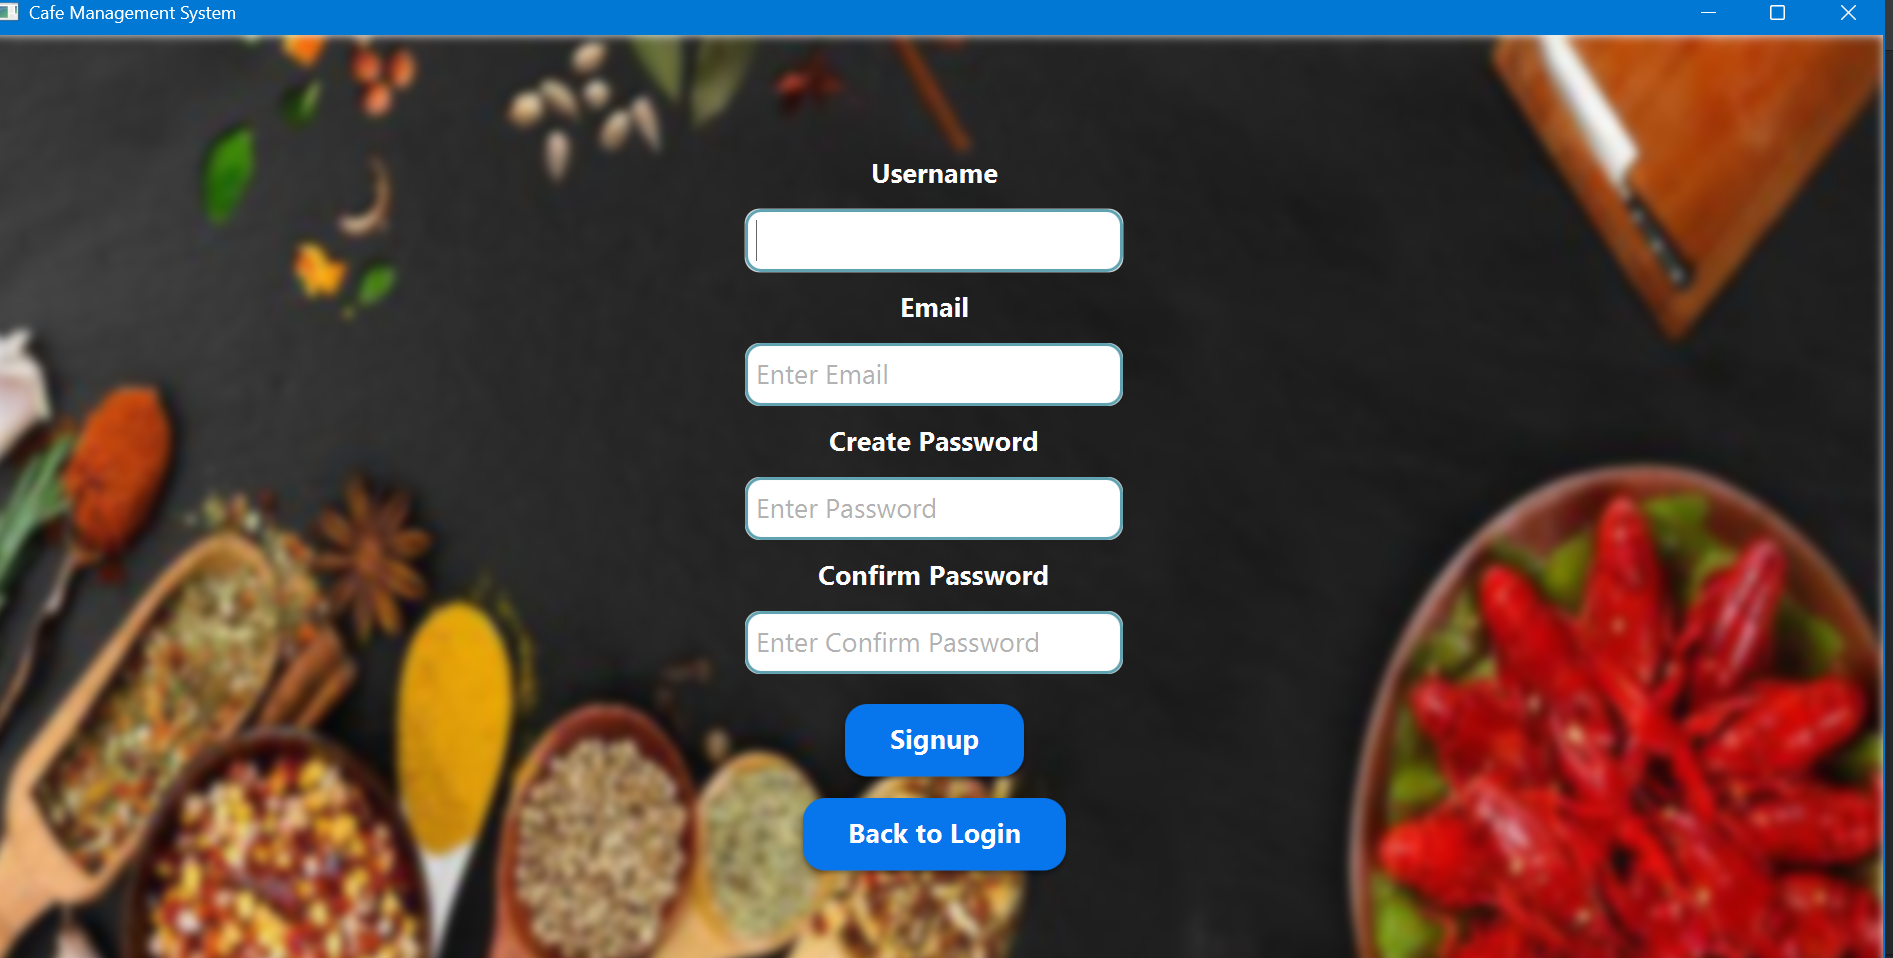 Cafe Management System
Username
Email
Enter Email
Create Password
Enter Password
Confirm Password
Enter Confirm Password
Signup
Back to Login